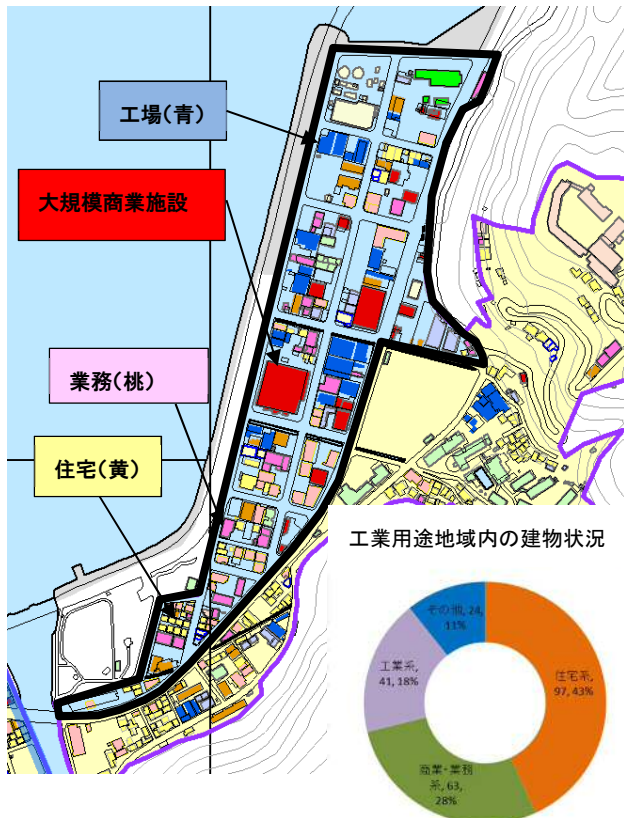 工場(青)
大規模商業施設
業務(桃)
住宅(黄)
工業用途地域内の建物状況
その他, 24,
11%
住宅系,
97, 43%
工業系,
41, 18%
商業・業務
系, 63,
28%